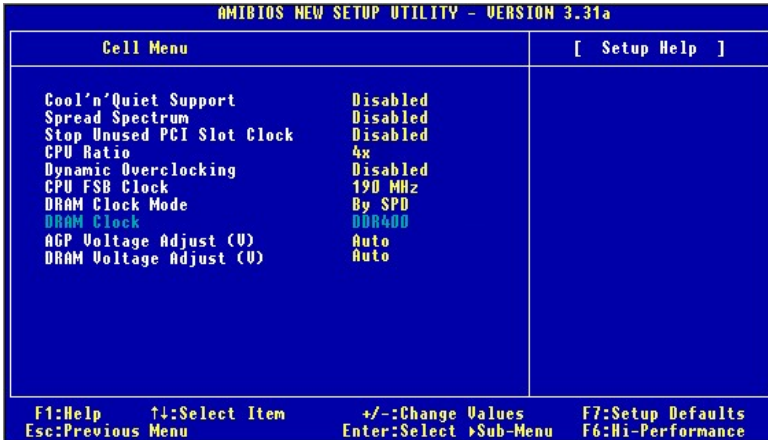 AMIBIOS NEW SETUP UTILITY - VERSION 3.31a
Cell Menu [ Setup Help ]
Cool'n'Quiet Support Disabled
Spread Spectrum Disabled
Stop Unused PCI Slot Clock Disabled
CPU Ratio 4x
Dynamic Overclocking Disabled
CPU FSB Clock 190 MHz
DRAM Clock Mode By SPD
DRAM Clock DDR400
AGP Voltage Adjust (V) Auto
DRAM Voltage Adjust (V) Auto
F1:Help ↑↓:Select Item +/-:Change Values F7:Setup Defaults
Esc:Previous Menu Enter:Select ▸Sub-Menu F6:Hi-Performance